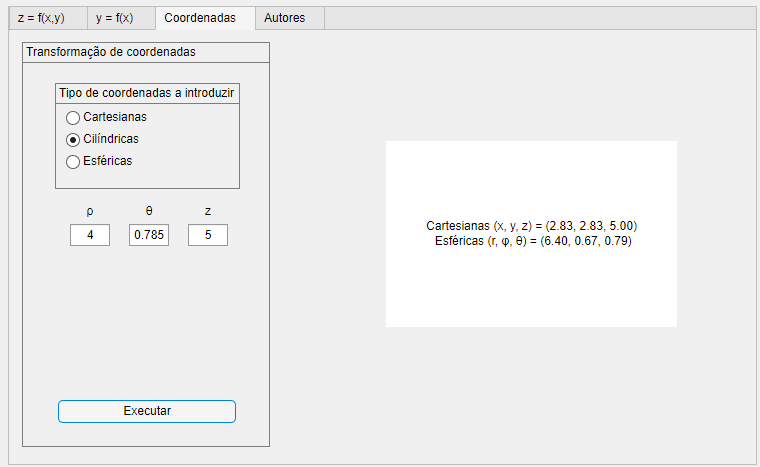 z = f(x,y) y = f(x) Coordenadas Autores
Transformação de coordenadas
Tipo de coordenadas a introduzir
Cartesianas
Cilíndricas
Esféricas
ρ θ z
4 0.785 5
Executar
Cartesianas (x, y, z) = (2.83, 2.83, 5.00)
Esféricas (r, φ, θ) = (6.40, 0.67, 0.79)